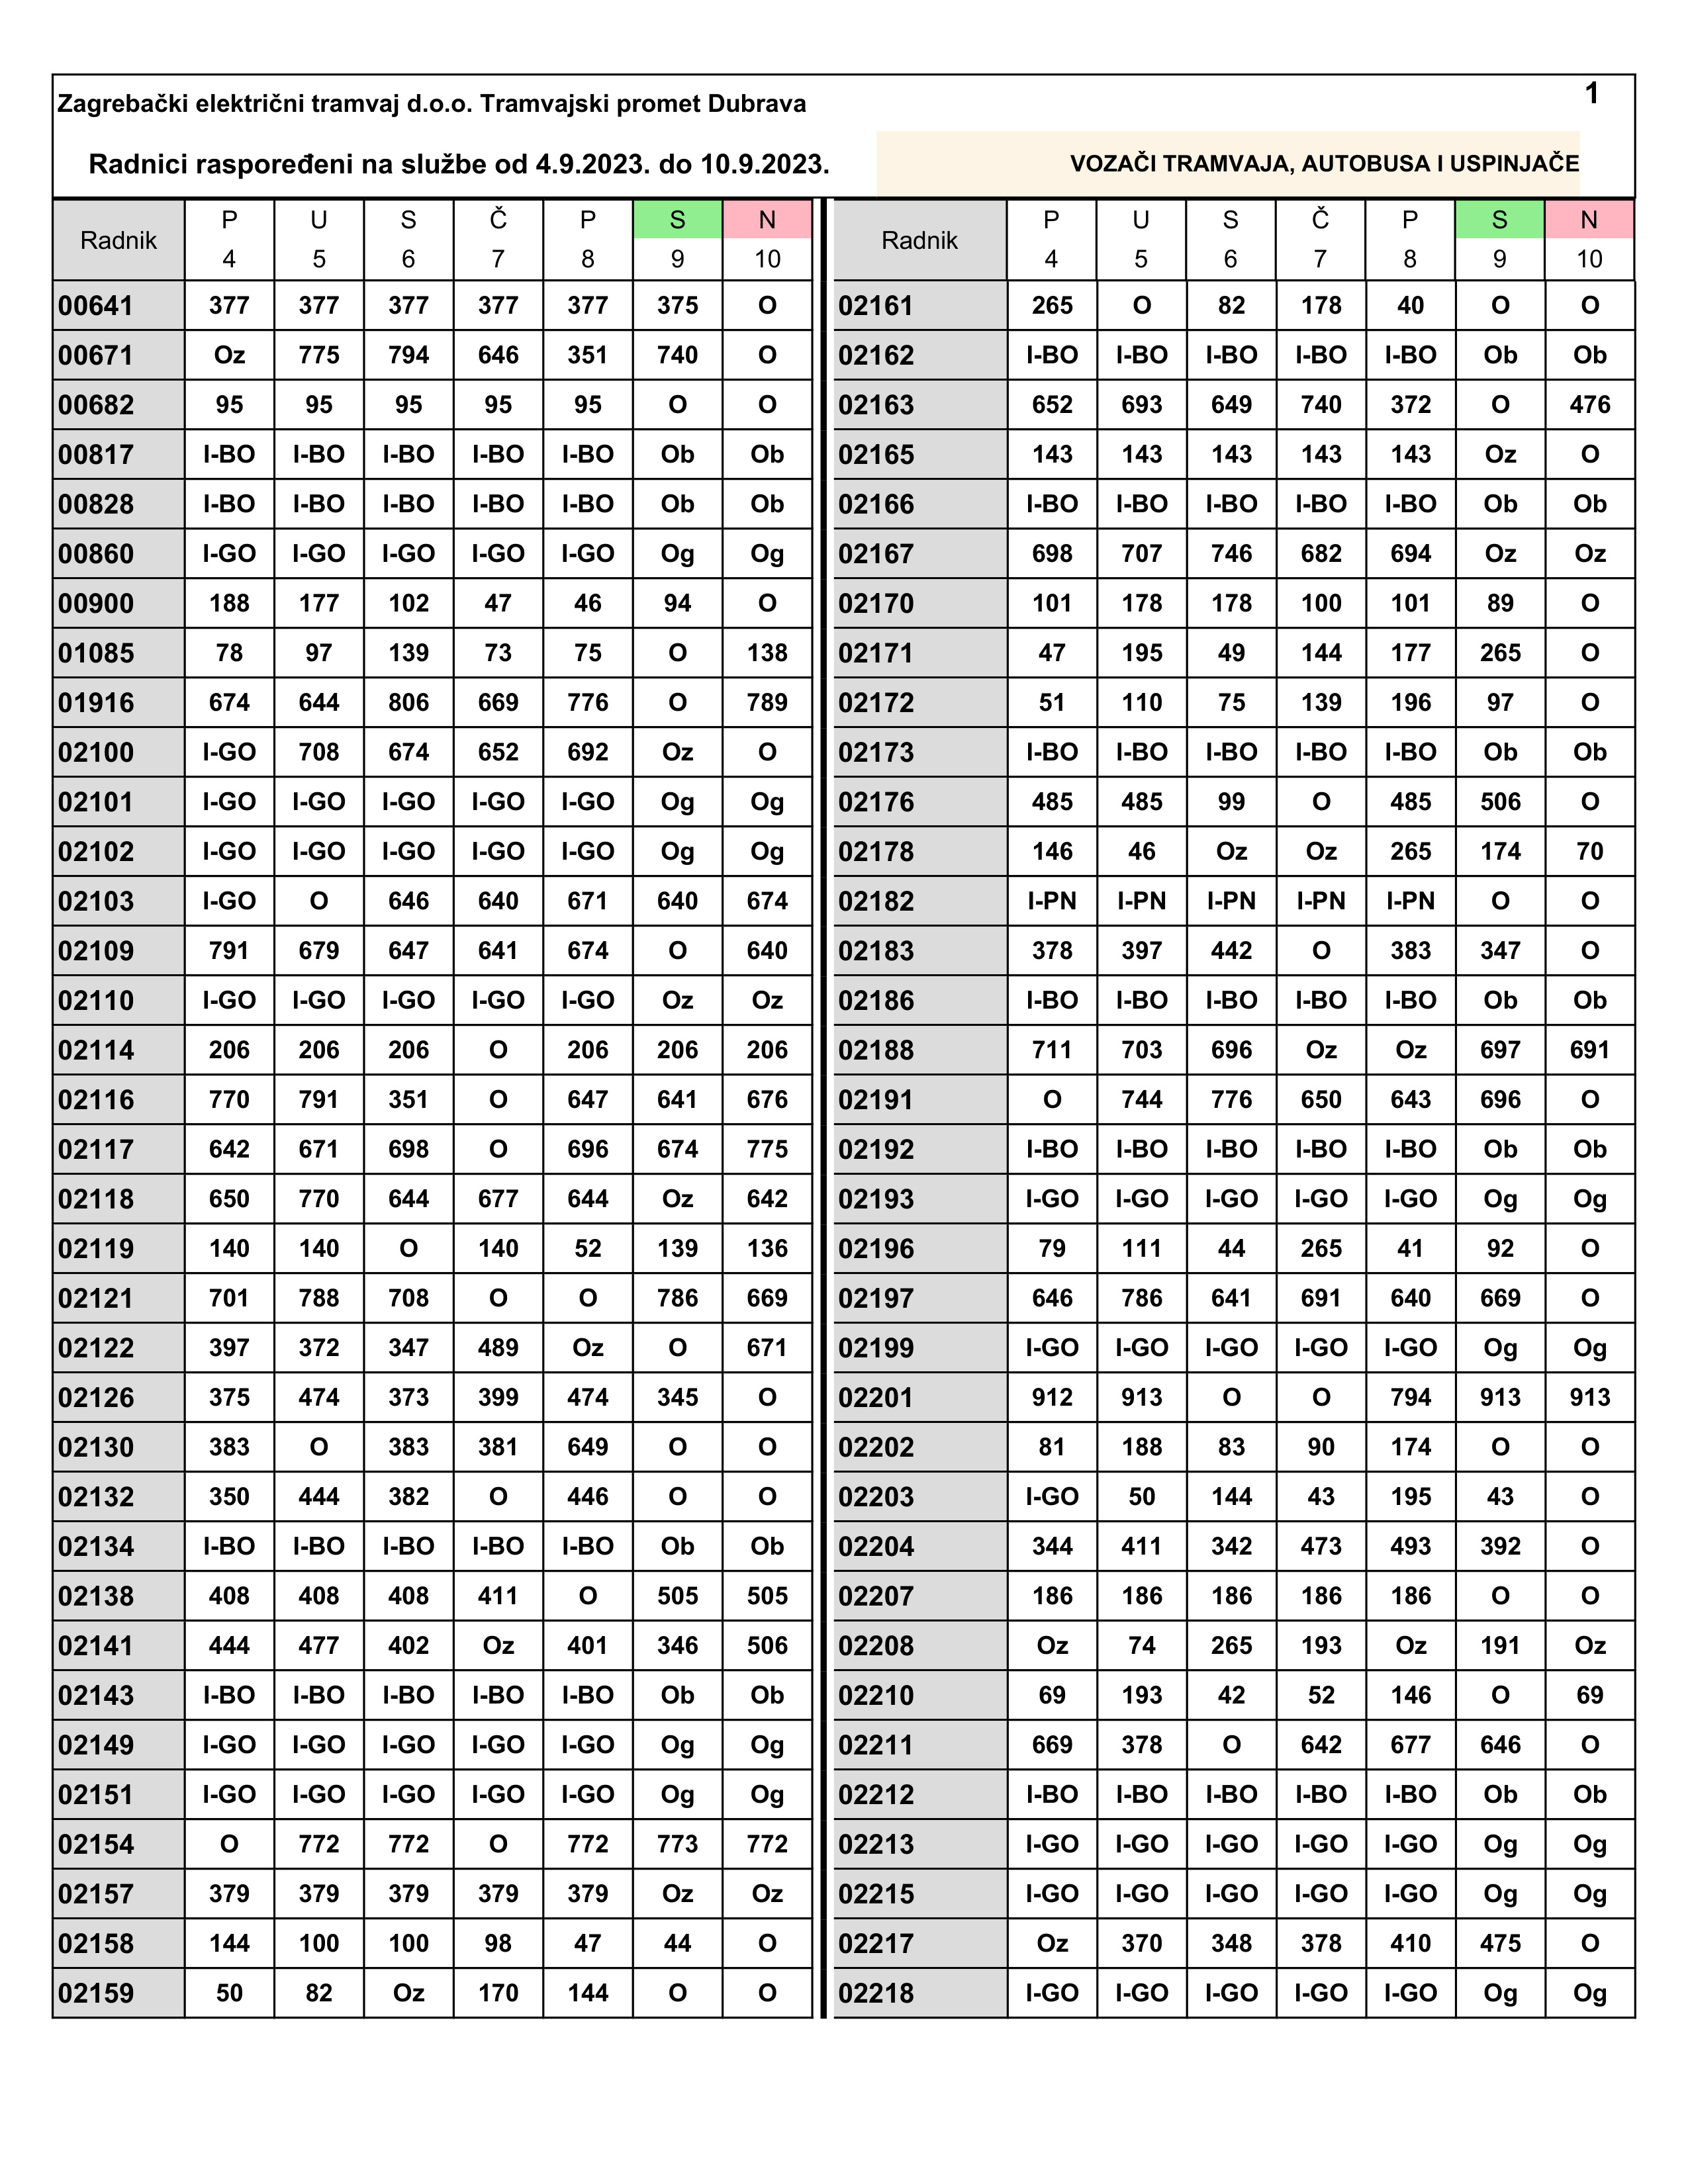 1
Zagrebački električni tramvaj d.o.o. Tramvajski promet Dubrava
Radnici raspoređeni na službe od 4.9.2023. do 10.9.2023. VOZAČI TRAMVAJA, AUTOBUSA I USPINJAČE
Radnik P U S Č P S N Radnik P U S Č P S N
4 5 6 7 8 9 10 4 5 6 7 8 9 10
00641 377 377 377 377 377 375 O 02161 265 O 82 178 40 O O
00671 Oz 775 794 646 351 740 O 02162 I-BO I-BO I-BO I-BO I-BO Ob Ob
00682 95 95 95 95 95 O O 02163 652 693 649 740 372 O 476
00817 I-BO I-BO I-BO I-BO I-BO Ob Ob 02165 143 143 143 143 143 Oz O
00828 I-BO I-BO I-BO I-BO I-BO Ob Ob 02166 I-BO I-BO I-BO I-BO I-BO Ob Ob
00860 I-GO I-GO I-GO I-GO I-GO Og Og 02167 698 707 746 682 694 Oz Oz
00900 188 177 102 47 46 94 O 02170 101 178 178 100 101 89 O
01085 78 97 139 73 75 O 138 02171 47 195 49 144 177 265 O
01916 674 644 806 669 776 O 789 02172 51 110 75 139 196 97 O
02100 I-GO 708 674 652 692 Oz O 02173 I-BO I-BO I-BO I-BO I-BO Ob Ob
02101 I-GO I-GO I-GO I-GO I-GO Og Og 02176 485 485 99 O 485 506 O
02102 I-GO I-GO I-GO I-GO I-GO Og Og 02178 146 46 Oz Oz 265 174 70
02103 I-GO O 646 640 671 640 674 02182 I-PN I-PN I-PN I-PN I-PN O O
02109 791 679 647 641 674 O 640 02183 378 397 442 O 383 347 O
02110 I-GO I-GO I-GO I-GO I-GO Oz Oz 02186 I-BO I-BO I-BO I-BO I-BO Ob Ob
02114 206 206 206 O 206 206 206 02188 711 703 696 Oz Oz 697 691
02116 770 791 351 O 647 641 676 02191 O 744 776 650 643 696 O
02117 642 671 698 O 696 674 775 02192 I-BO I-BO I-BO I-BO I-BO Ob Ob
02118 650 770 644 677 644 Oz 642 02193 I-GO I-GO I-GO I-GO I-GO Og Og
02119 140 140 O 140 52 139 136 02196 79 111 44 265 41 92 O
02121 701 788 708 O O 786 669 02197 646 786 641 691 640 669 O
02122 397 372 347 489 Oz O 671 02199 I-GO I-GO I-GO I-GO I-GO Og Og
02126 375 474 373 399 474 345 O 02201 912 913 O O 794 913 913
02130 383 O 383 381 649 O O 02202 81 188 83 90 174 O O
02132 350 444 382 O 446 O O 02203 I-GO 50 144 43 195 43 O
02134 I-BO I-BO I-BO I-BO I-BO Ob Ob 02204 344 411 342 473 493 392 O
02138 408 408 408 411 O 505 505 02207 186 186 186 186 186 O O
02141 444 477 402 Oz 401 346 506 02208 Oz 74 265 193 Oz 191 Oz
02143 I-BO I-BO I-BO I-BO I-BO Ob Ob 02210 69 193 42 52 146 O 69
02149 I-GO I-GO I-GO I-GO I-GO Og Og 02211 669 378 O 642 677 646 O
02151 I-GO I-GO I-GO I-GO I-GO Og Og 02212 I-BO I-BO I-BO I-BO I-BO Ob Ob
02154 O 772 772 O 772 773 772 02213 I-GO I-GO I-GO I-GO I-GO Og Og
02157 379 379 379 379 379 Oz Oz 02215 I-GO I-GO I-GO I-GO I-GO Og Og
02158 144 100 100 98 47 44 O 02217 Oz 370 348 378 410 475 O
02159 50 82 Oz 170 144 O O 02218 I-GO I-GO I-GO I-GO I-GO Og Og